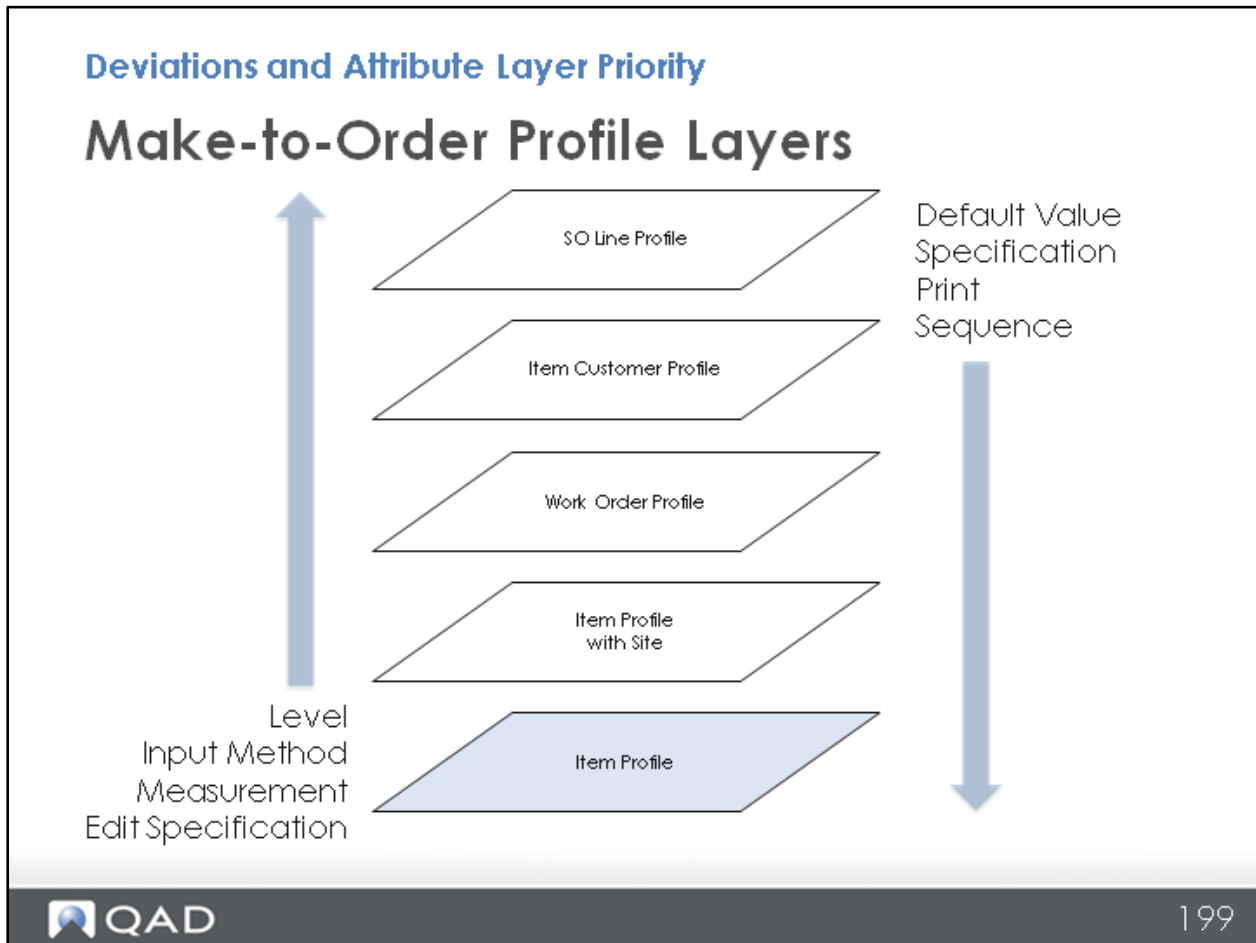 Deviations and Attribute Layer Priority
Make-to-Order Profile Layers
SO Line Profile
Default Value
Specification
Print
Sequence
Item Customer Profile
Work Order Profile
Item Profile
with Site
Level
Input Method
Measurement
Edit Specification
Item Profile
QAD
199